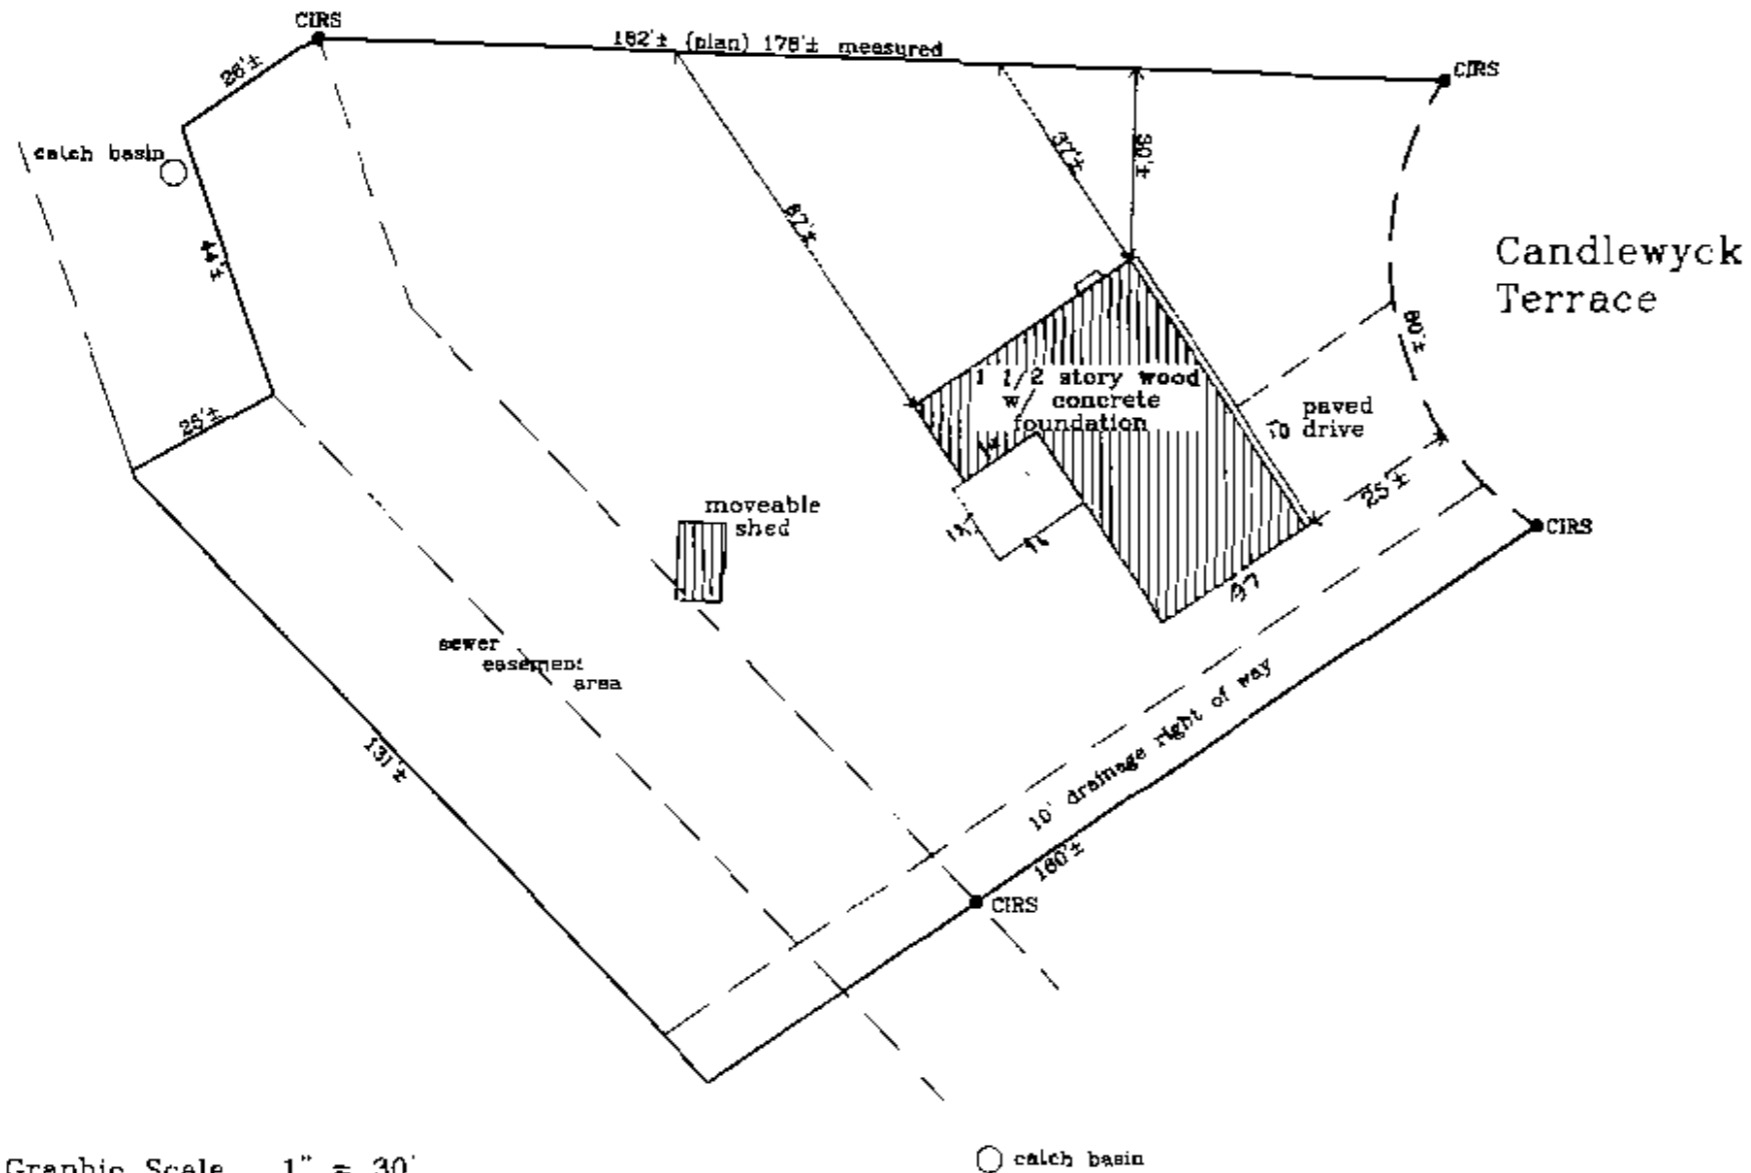 CIRS
182'± (plan) 178'± measured
CIRS
26'±
catch basin
37'±
30'±
67'±
44'±
Candlewyck
Terrace
80'±
1 1/2 story wood
w/ concrete
foundation
paved
drive
25'±
25'±
moveable
shed
CIRS
sewer
easement
area
10' drainage right of way
131'±
160'±
CIRS
Graphic Scale 1" = 30'
catch basin